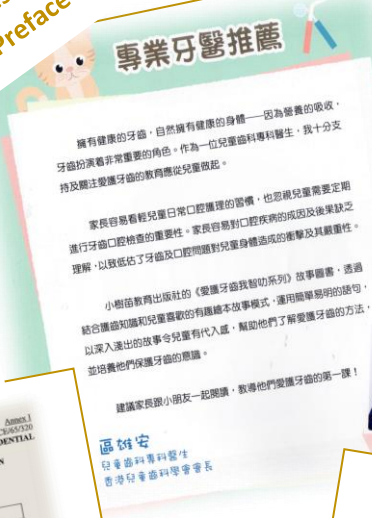 Preface
專業牙醫推薦
擁有健康的牙齒，自然擁有健康的身體——因為營養的吸收，
牙齒扮演着非常重要的角色。作為一位兒童齒科專科醫生，我十分支
持及關注愛護牙齒的教育應從兒童做起。
家長容易看輕兒童日常口腔護理的習慣，也忽視兒童需要定期
進行牙齒口腔檢查的重要性。家長容易對口腔疾病的成因及後果缺乏
理解，以致低估了牙齒及口腔問題對兒童身體造成的衝擊及其嚴重性。
小樹苗教育出版社的《愛護牙齒我智叻系列》故事圖書，透過
結合護齒知識和兒童喜歡的有趣繪本故事模式，運用簡單易明的語句，
以深入淺出的故事令兒童有代入感，幫助他們了解愛護牙齒的方法，
並培養他們保護牙齒的意識。
建議家長跟小朋友一起閱讀，教導他們愛護牙齒的第一課！
區雄安
兒童齒科專科醫生
香港兒童齒科學會會長
Annex I
CE/65/320
DENTIAL
N